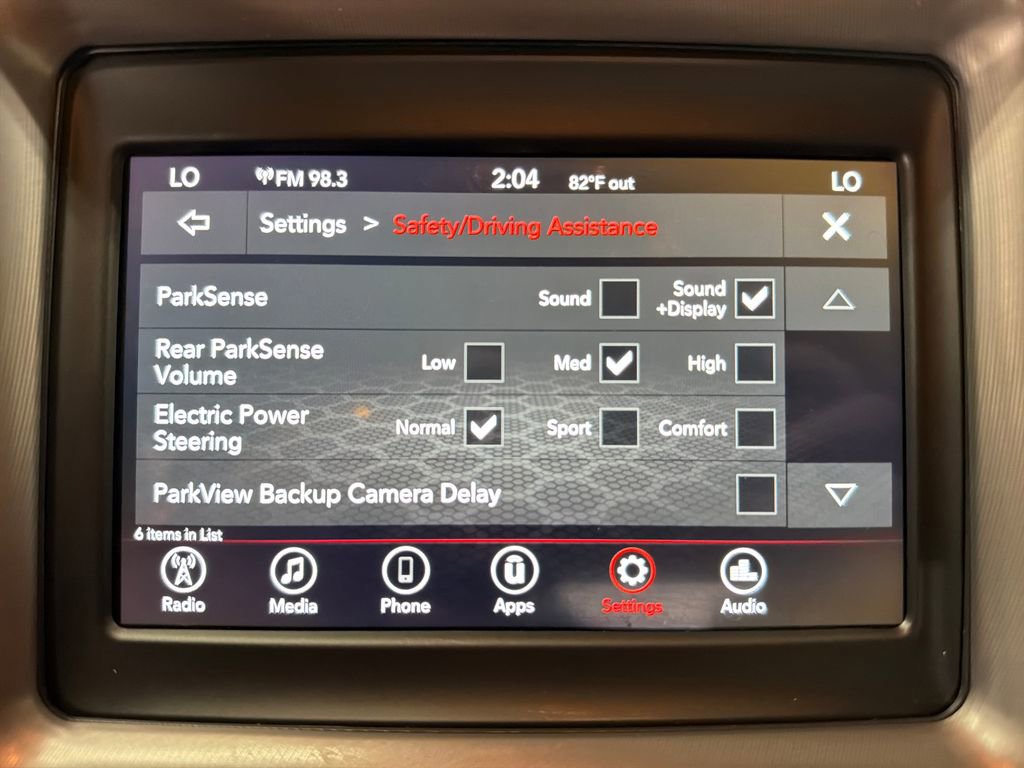 LO FM 98.3 2:04 82°F out LO
Settings > Safety/Driving Assistance
ParkSense Sound Sound
+Display
Rear ParkSense
Volume Low Med High
Electric Power
Steering Normal Sport Comfort
ParkView Backup Camera Delay
6 items in List
Radio Media Phone Apps Settings Audio